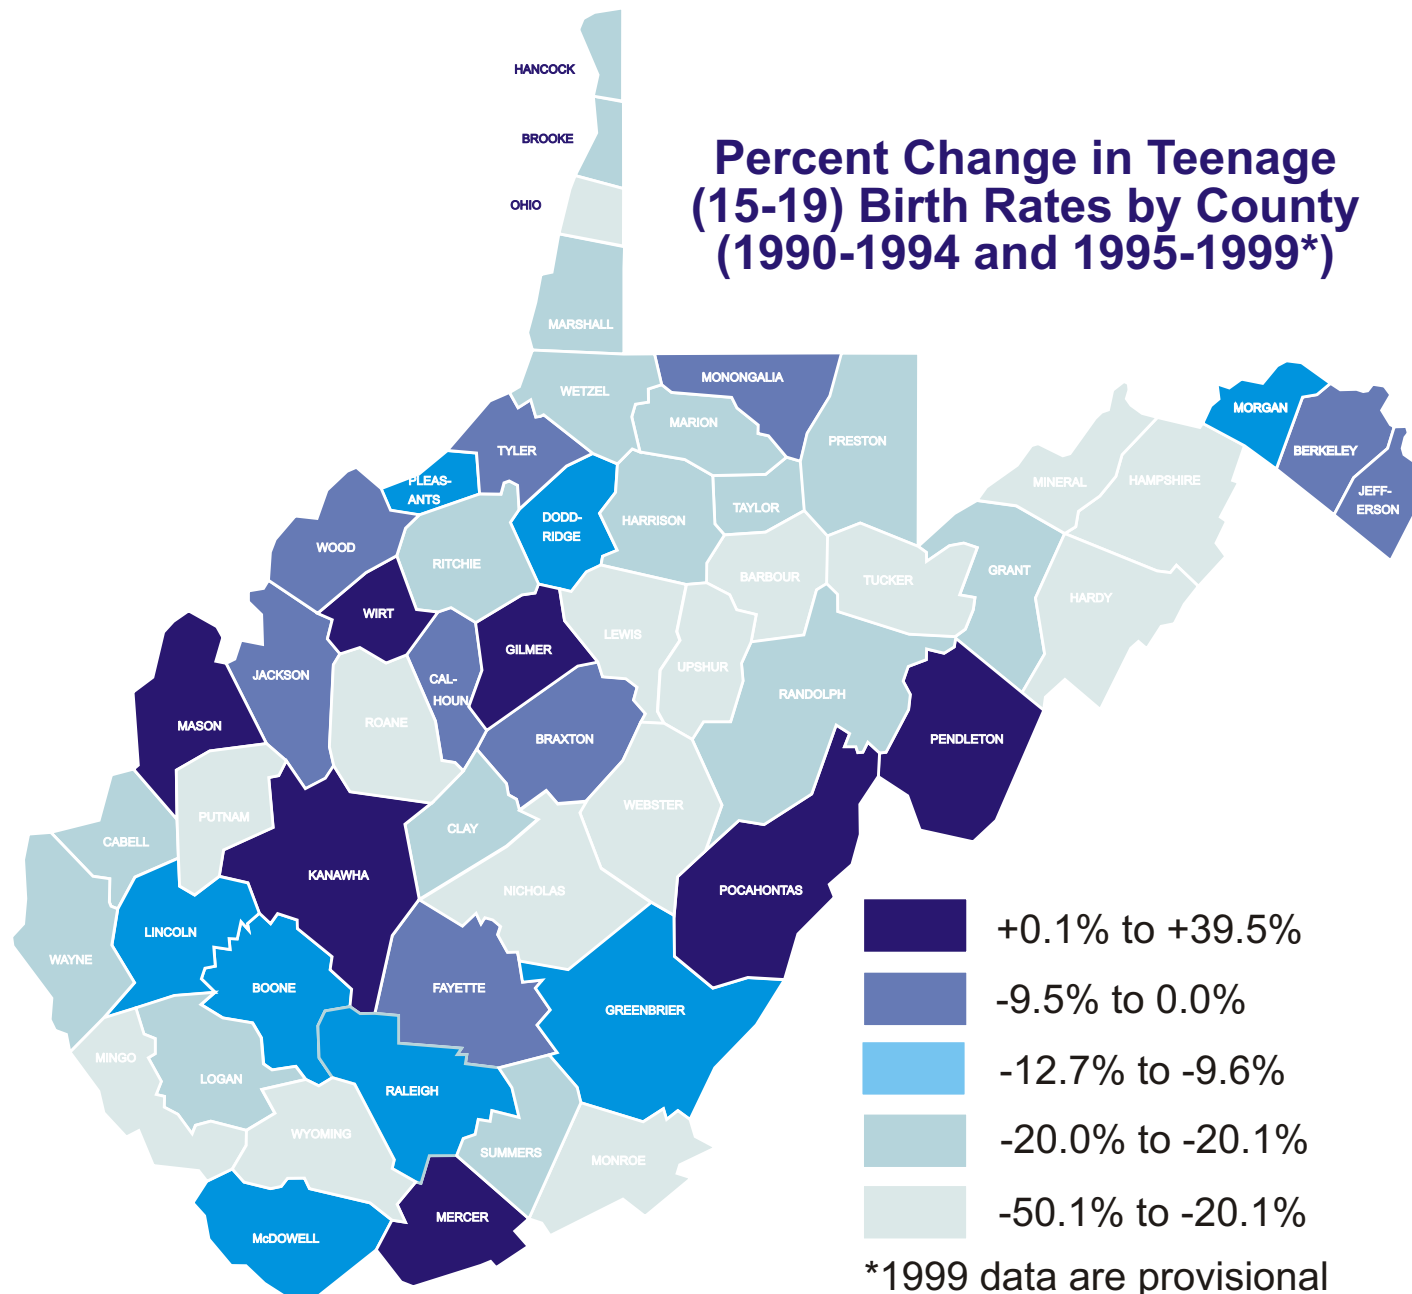 HANCOCK
BROOKE
Percent Change in Teenage
(15-19) Birth Rates by County
(1990-1994 and 1995-1999*)
OHIO
MARSHALL
WETZEL
MONONGALIA
MARION
PRESTON
MORGAN
BERKELEY
JEFF-
ERSON
TYLER
PLEAS-
ANTS
MINERAL
HAMPSHIRE
DODD-
RIDGE
HARRISON
TAYLOR
WOOD
RITCHIE
BARBOUR
TUCKER
GRANT
HARDY
WIRT
GILMER
LEWIS
UPSHUR
JACKSON
CAL-
HOUN
RANDOLPH
MASON
ROANE
BRAXTON
PENDLETON
PUTNAM
WEBSTER
CABELL
CLAY
KANAWHA
NICHOLAS
POCAHONTAS
LINCOLN
WAYNE
BOONE
FAYETTE
GREENBRIER
MINGO
LOGAN
RALEIGH
WYOMING
SUMMERS
MONROE
MERCER
McDOWELL
+0.1% to +39.5%
-9.5% to 0.0%
-12.7% to -9.6%
-20.0% to -20.1%
-50.1% to -20.1%
*1999 data are provisional